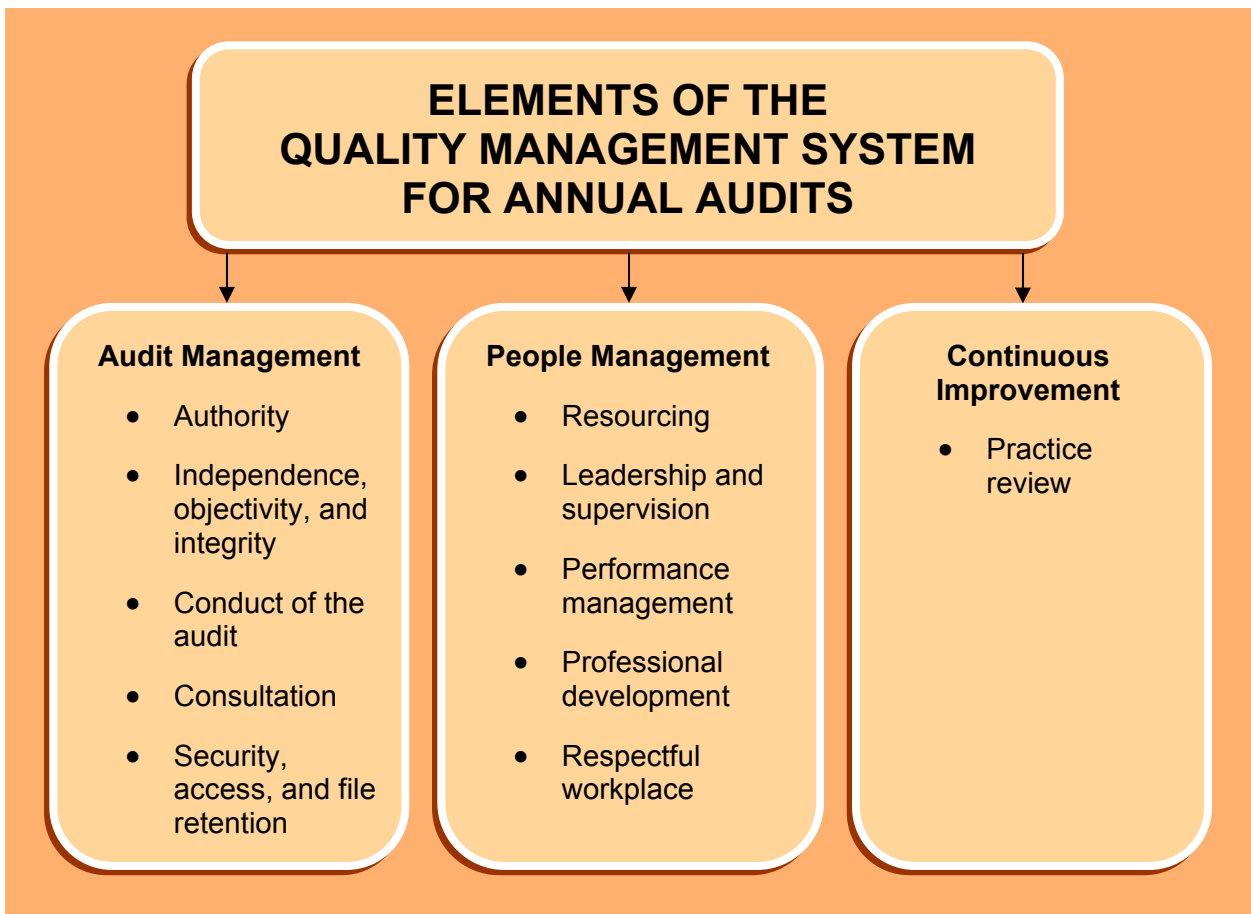 ELEMENTS OF THE
QUALITY MANAGEMENT SYSTEM
FOR ANNUAL AUDITS
Audit Management
• Authority
• Independence,
objectivity, and
integrity
• Conduct of the
audit
• Consultation
• Security,
access, and file
retention
People Management
• Resourcing
• Leadership and
supervision
• Performance
management
• Professional
development
• Respectful
workplace
Continuous
Improvement
• Practice
review